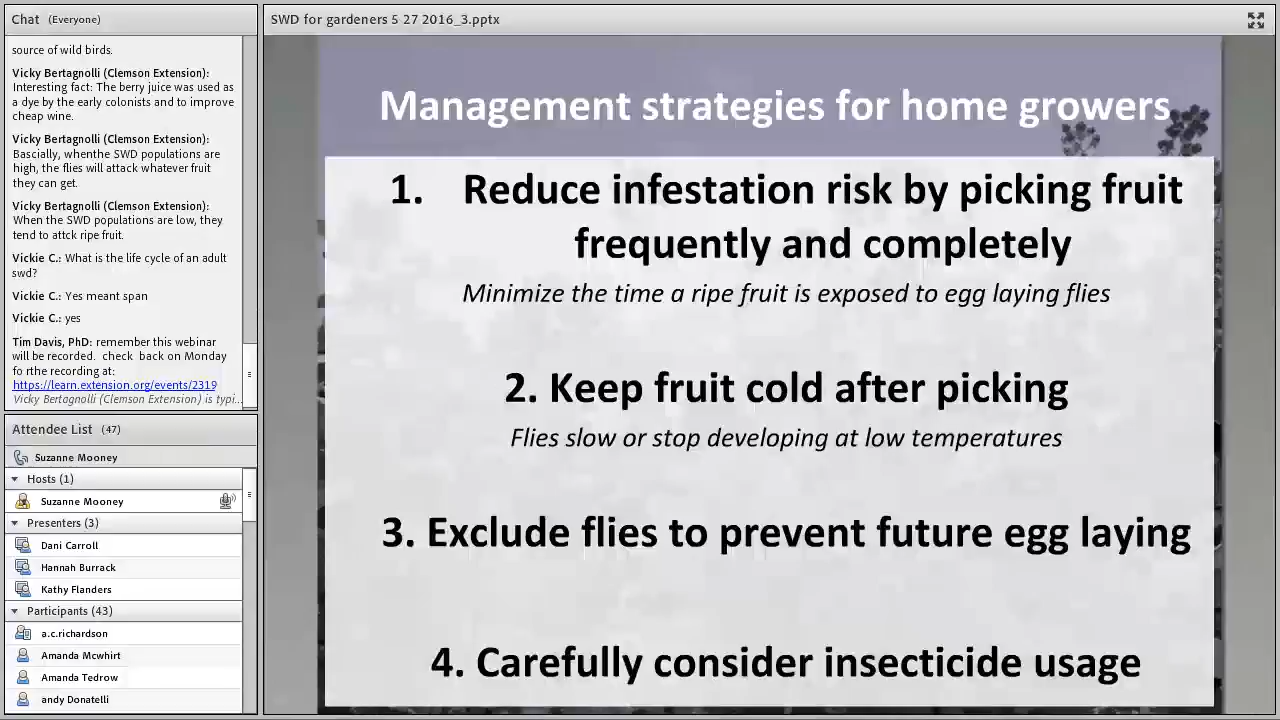 Chat (Everyone)
source of wild birds.
Vicky Bertagnolli (Clemson Extension):
Interesting fact: The berry juice was used as
a dye by the early colonists and to improve
cheap wine.
Vicky Bertagnolli (Clemson Extension):
Bascially, whenthe SWD populations are
high, the flies will attack whatever fruit
they can get.
Vicky Bertagnolli (Clemson Extension):
When the SWD populations are low, they
tend to attck ripe fruit.
Vickie C.: What is the life cycle of an adult
swd?
Vickie C.: Yes meant span
Vickie C.: yes
Tim Davis, PhD: remember this webinar
will be recorded. check back on Monday
fo rthe recording at:
https://learn.extension.org/events/2319
Vicky Bertagnolli (Clemson Extension) is typi...
Attendee List (47)
Suzanne Mooney
Hosts (1)
Suzanne Mooney
Presenters (3)
Dani Carroll
Hannah Burrack
Kathy Flanders
Participants (43)
a.c.richardson
Amanda Mcwhirt
Amanda Tedrow
andy Donatelli
SWD for gardeners 5 27 2016_3.pptx
Management strategies for home growers
1. Reduce infestation risk by picking fruit
frequently and completely
Minimize the time a ripe fruit is exposed to egg laying flies
2. Keep fruit cold after picking
Flies slow or stop developing at low temperatures
3. Exclude flies to prevent future egg laying
4. Carefully consider insecticide usage